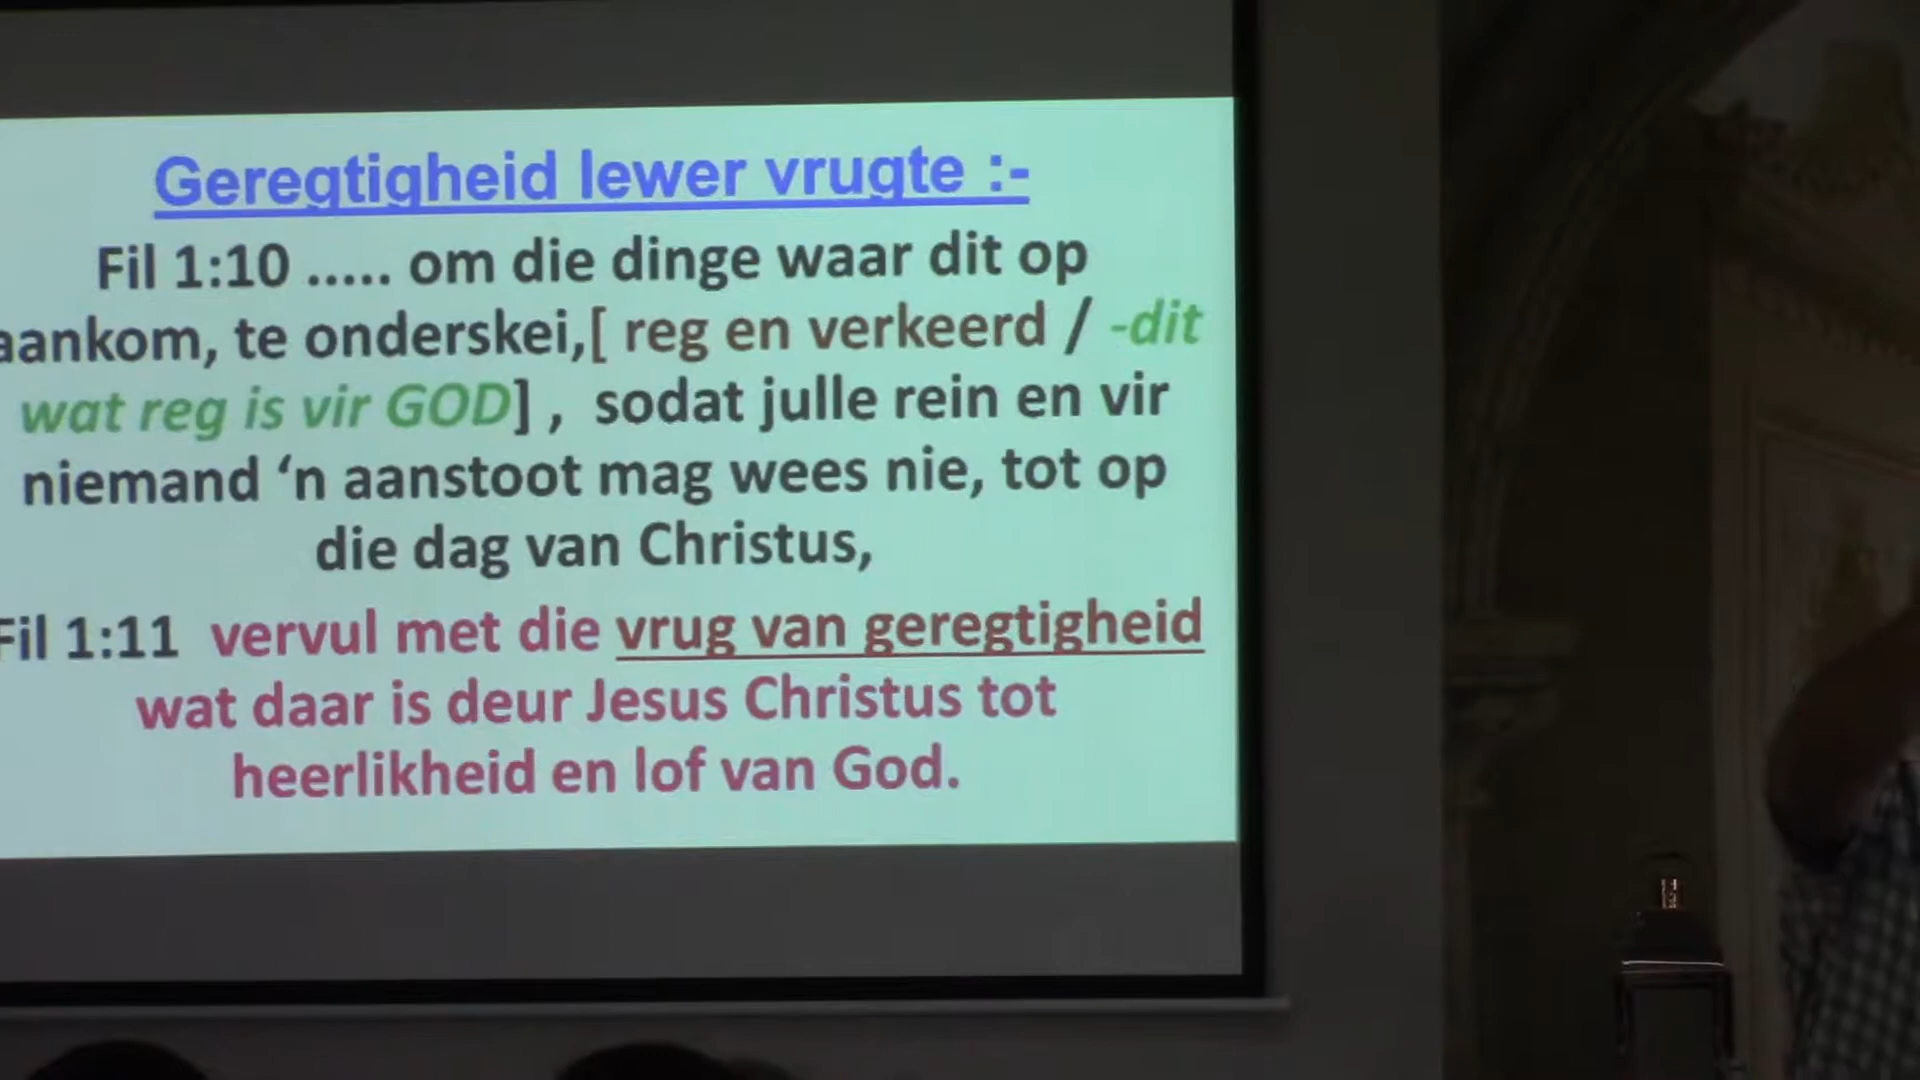 Geregtigheid lewer vrugte :-
Fil 1:10 ..... om die dinge waar dit op
aankom, te onderskei,[ reg en verkeerd / -dit
wat reg is vir GOD] , sodat julle rein en vir
niemand ‘n aanstoot mag wees nie, tot op
die dag van Christus,
Fil 1:11 vervul met die vrug van geregtigheid
wat daar is deur Jesus Christus tot
heerlikheid en lof van God.